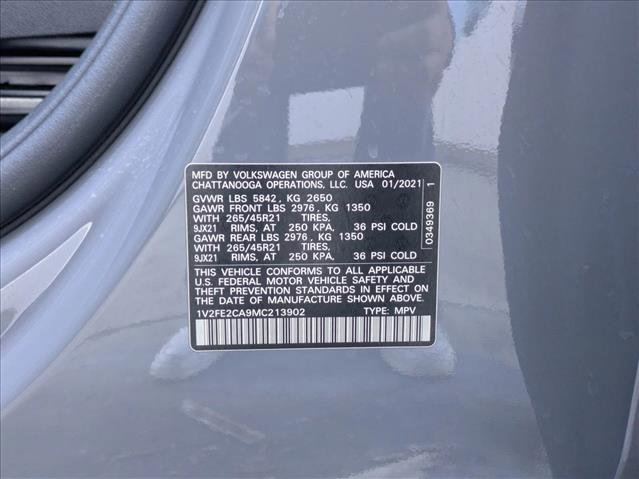 MFD BY VOLKSWAGEN GROUP OF AMERICA
CHATTANOOGA OPERATIONS, LLC. USA 01/2021
GVWR LBS 5842, KG 2650
GAWR FRONT LBS 2976, KG 1350
WITH 265/45R21 TIRES,
9JX21 RIMS, AT 250 KPA, 36 PSI COLD
GAWR REAR LBS 2976, KG 1350
WITH 265/45R21 TIRES,
9JX21 RIMS, AT 250 KPA, 36 PSI COLD
THIS VEHICLE CONFORMS TO ALL APPLICABLE
U.S. FEDERAL MOTOR VEHICLE SAFETY AND
THEFT PREVENTION STANDARDS IN EFFECT ON
THE DATE OF MANUFACTURE SHOWN ABOVE.
1V2FE2CA9MC213902 TYPE: MPV
0349369 1